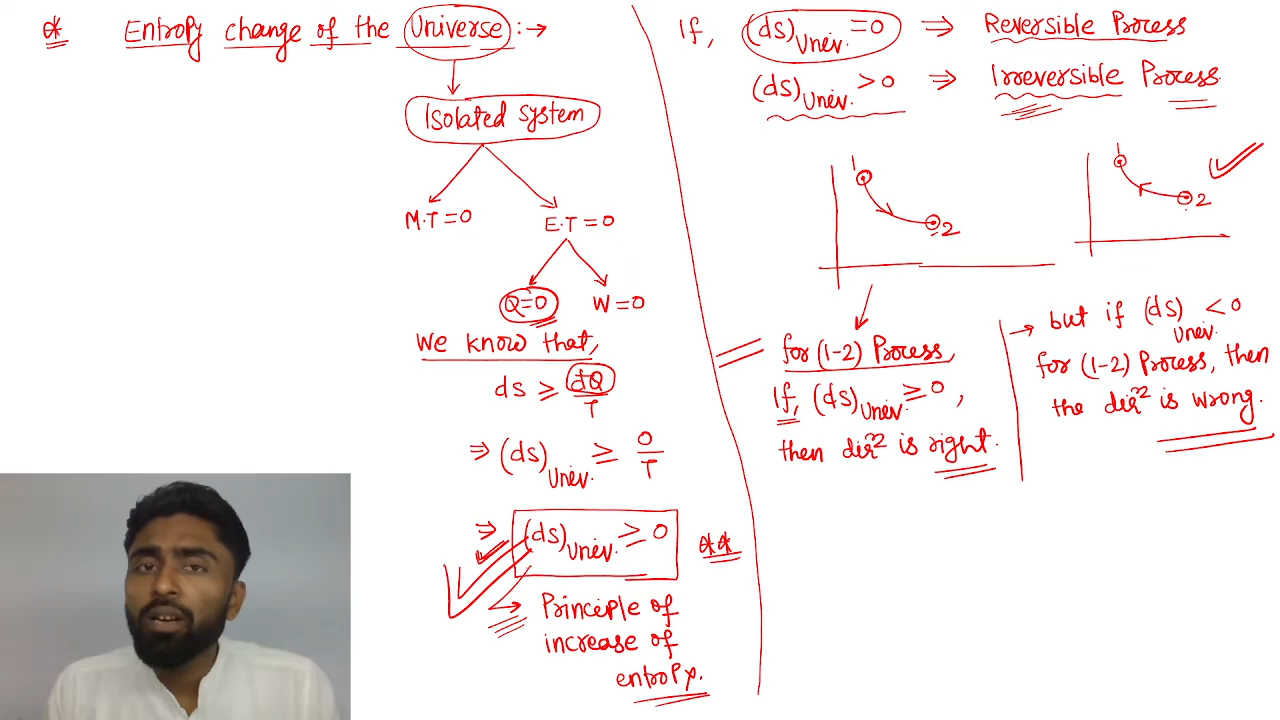 * Entropy change of the Universe :→
Isolated system
M.T = 0
E.T = 0
Q = 0
W = 0
We know that,
ds ≥ dQ/T
⇒ (ds)Univ. ≥ 0/T
⇒ (ds)Univ. ≥ 0 **
→ Principle of
increase of
entropy.
If, (ds)Univ. = 0 ⇒ Reversible Process
(ds)Univ. > 0 ⇒ Irreversible Process
1
2
1
2
for (1-2) Process,
If, (ds)Univ. ≥ 0,
then dirⁿ is right.
→ but if (ds)Univ. < 0
for (1-2) Process, then
the dirⁿ is wrong.